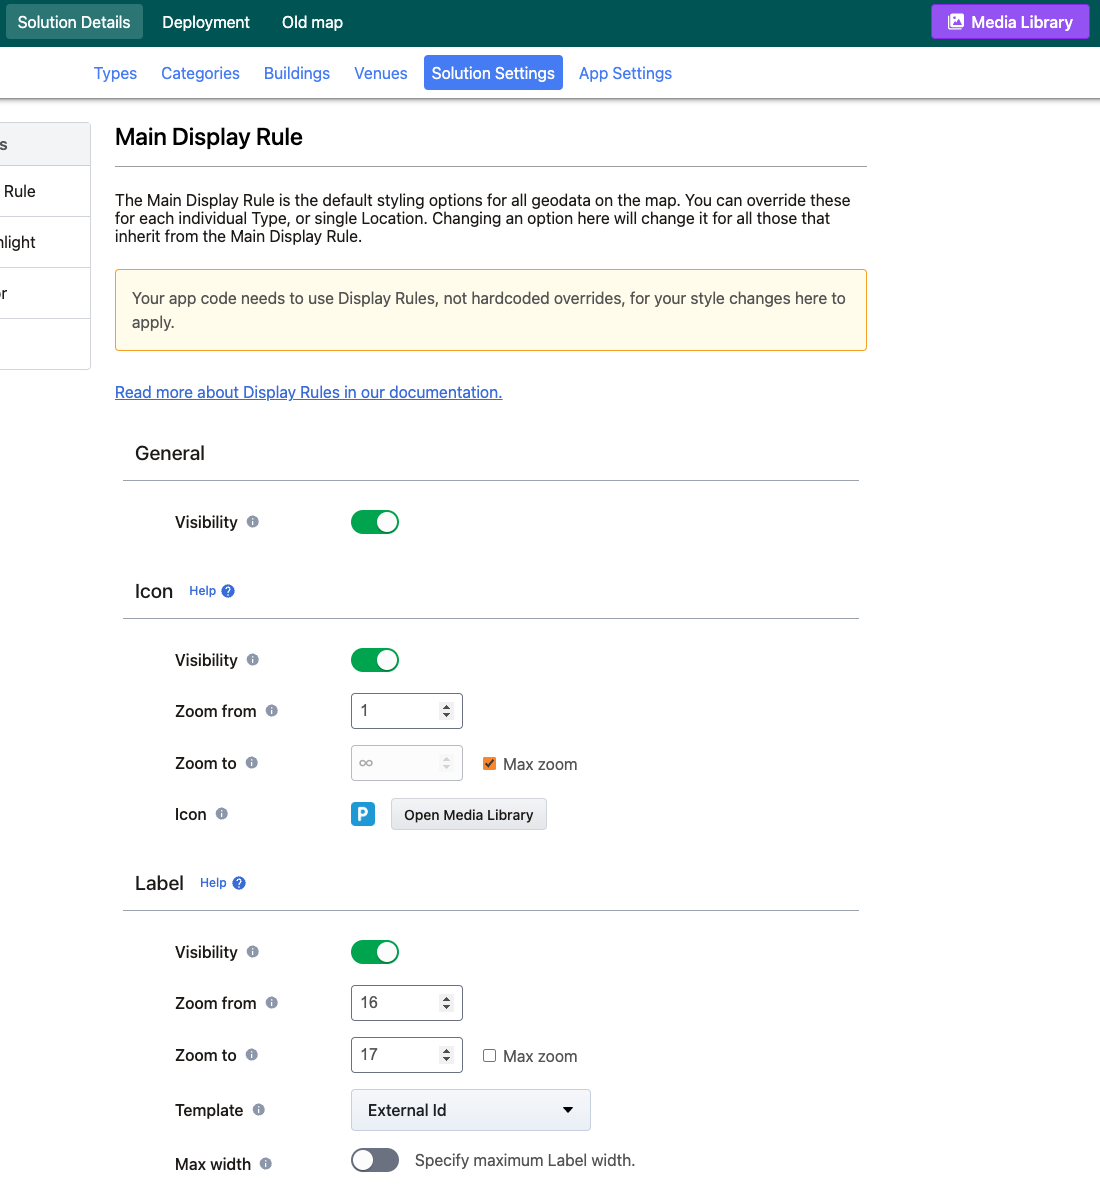 Solution Details Deployment Old map Media Library
Types Categories Buildings Venues Solution Settings App Settings
s
Rule
light
r
Main Display Rule
The Main Display Rule is the default styling options for all geodata on the map. You can override these
for each individual Type, or single Location. Changing an option here will change it for all those that
inherit from the Main Display Rule.
Your app code needs to use Display Rules, not hardcoded overrides, for your style changes here to
apply.
Read more about Display Rules in our documentation.
General
Visibility
Icon Help
Visibility
Zoom from 1
Zoom to ∞ Max zoom
Icon P Open Media Library
Label Help
Visibility
Zoom from 16
Zoom to 17 Max zoom
Template External Id
Max width Specify maximum Label width.